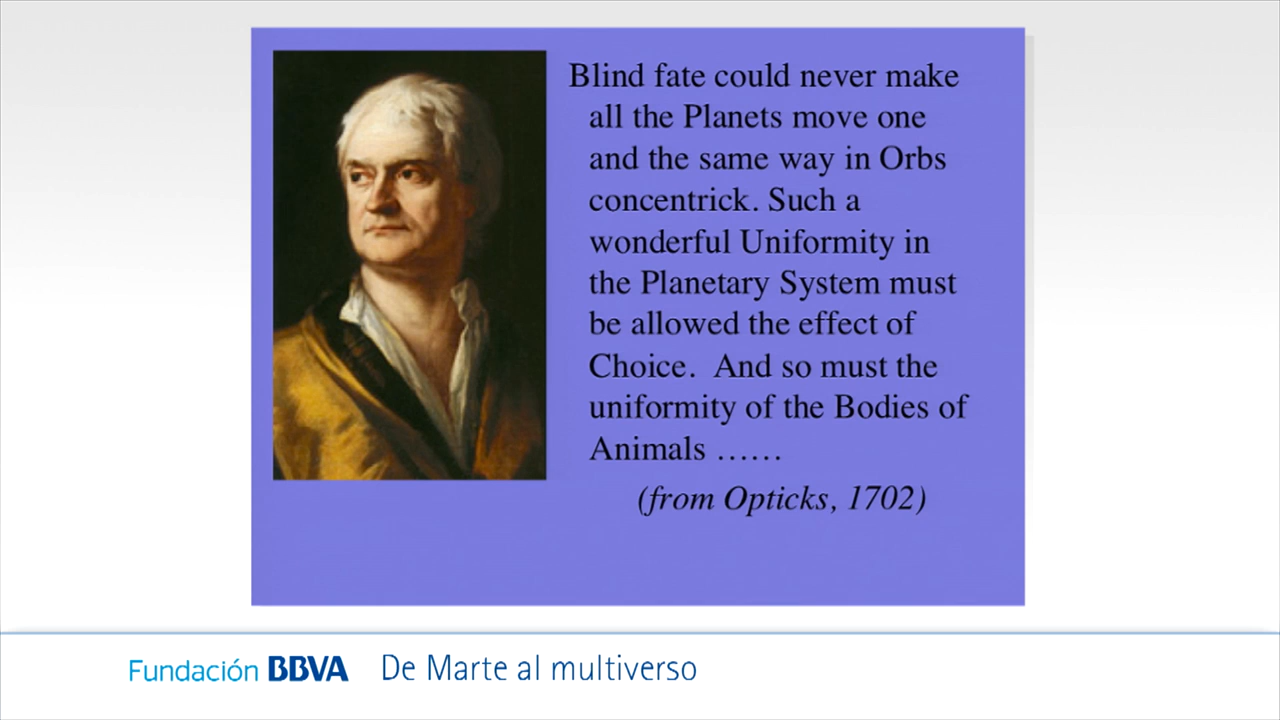 Blind fate could never make
all the Planets move one
and the same way in Orbs
concentrick. Such a
wonderful Uniformity in
the Planetary System must
be allowed the effect of
Choice.  And so must the
uniformity of the Bodies of
Animals ……
(from Opticks, 1702)
Fundación BBVA De Marte al multiverso